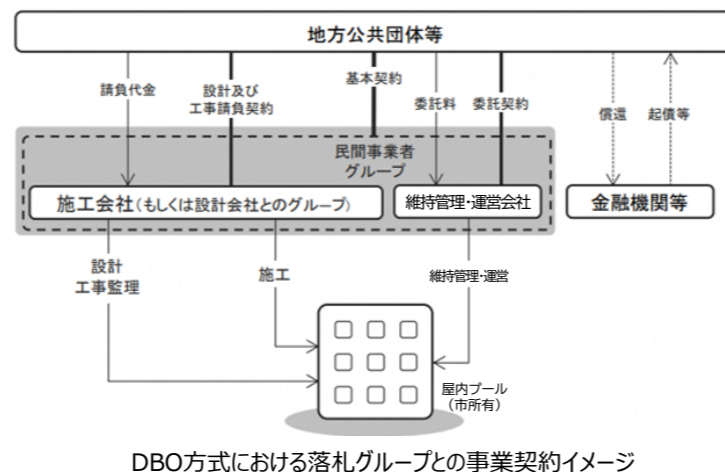 地方公共団体等
請負代金
設計及び
工事請負契約
基本契約
委託料
委託契約
償還
起債等
民間事業者
グループ
施工会社(もしくは設計会社とのグループ)
維持管理・運営会社
金融機関等
設計
工事監理
施工
維持管理・運営
屋内プール
(市所有)
DBO方式における落札グループとの事業契約イメージ